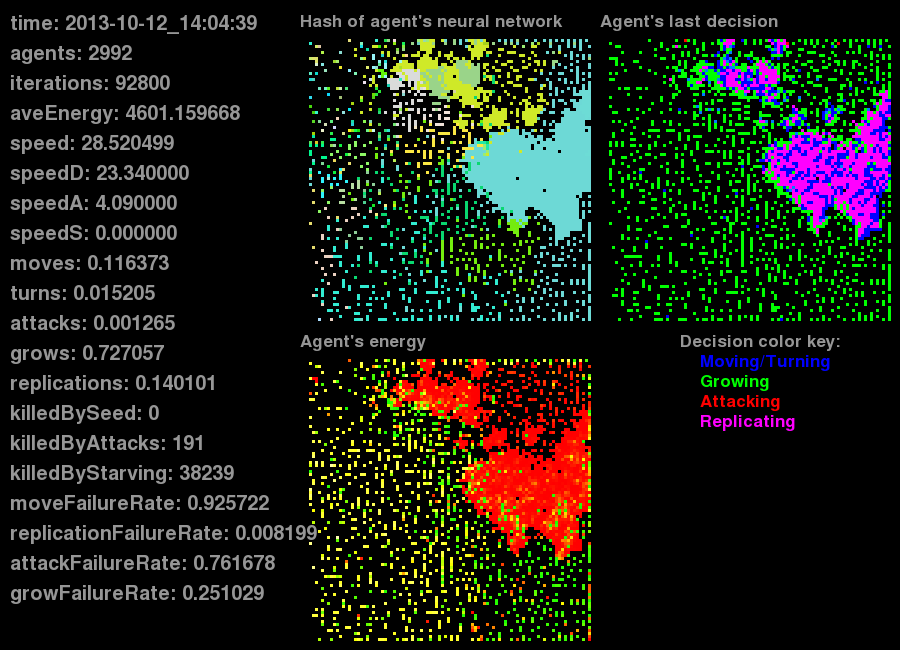 time: 2013-10-12_14:04:39
agents: 2992
iterations: 92800
aveEnergy: 4601.159668
speed: 28.520499
speedD: 23.340000
speedA: 4.090000
speedS: 0.000000
moves: 0.116373
turns: 0.015205
attacks: 0.001265
grows: 0.727057
replications: 0.140101
killedBySeed: 0
killedByAttacks: 191
killedByStarving: 38239
moveFailureRate: 0.925722
replicationFailureRate: 0.008199
attackFailureRate: 0.761678
growFailureRate: 0.251029
Hash of agent's neural network
Agent's last decision
Agent's energy
Decision color key:
Moving/Turning
Growing
Attacking
Replicating